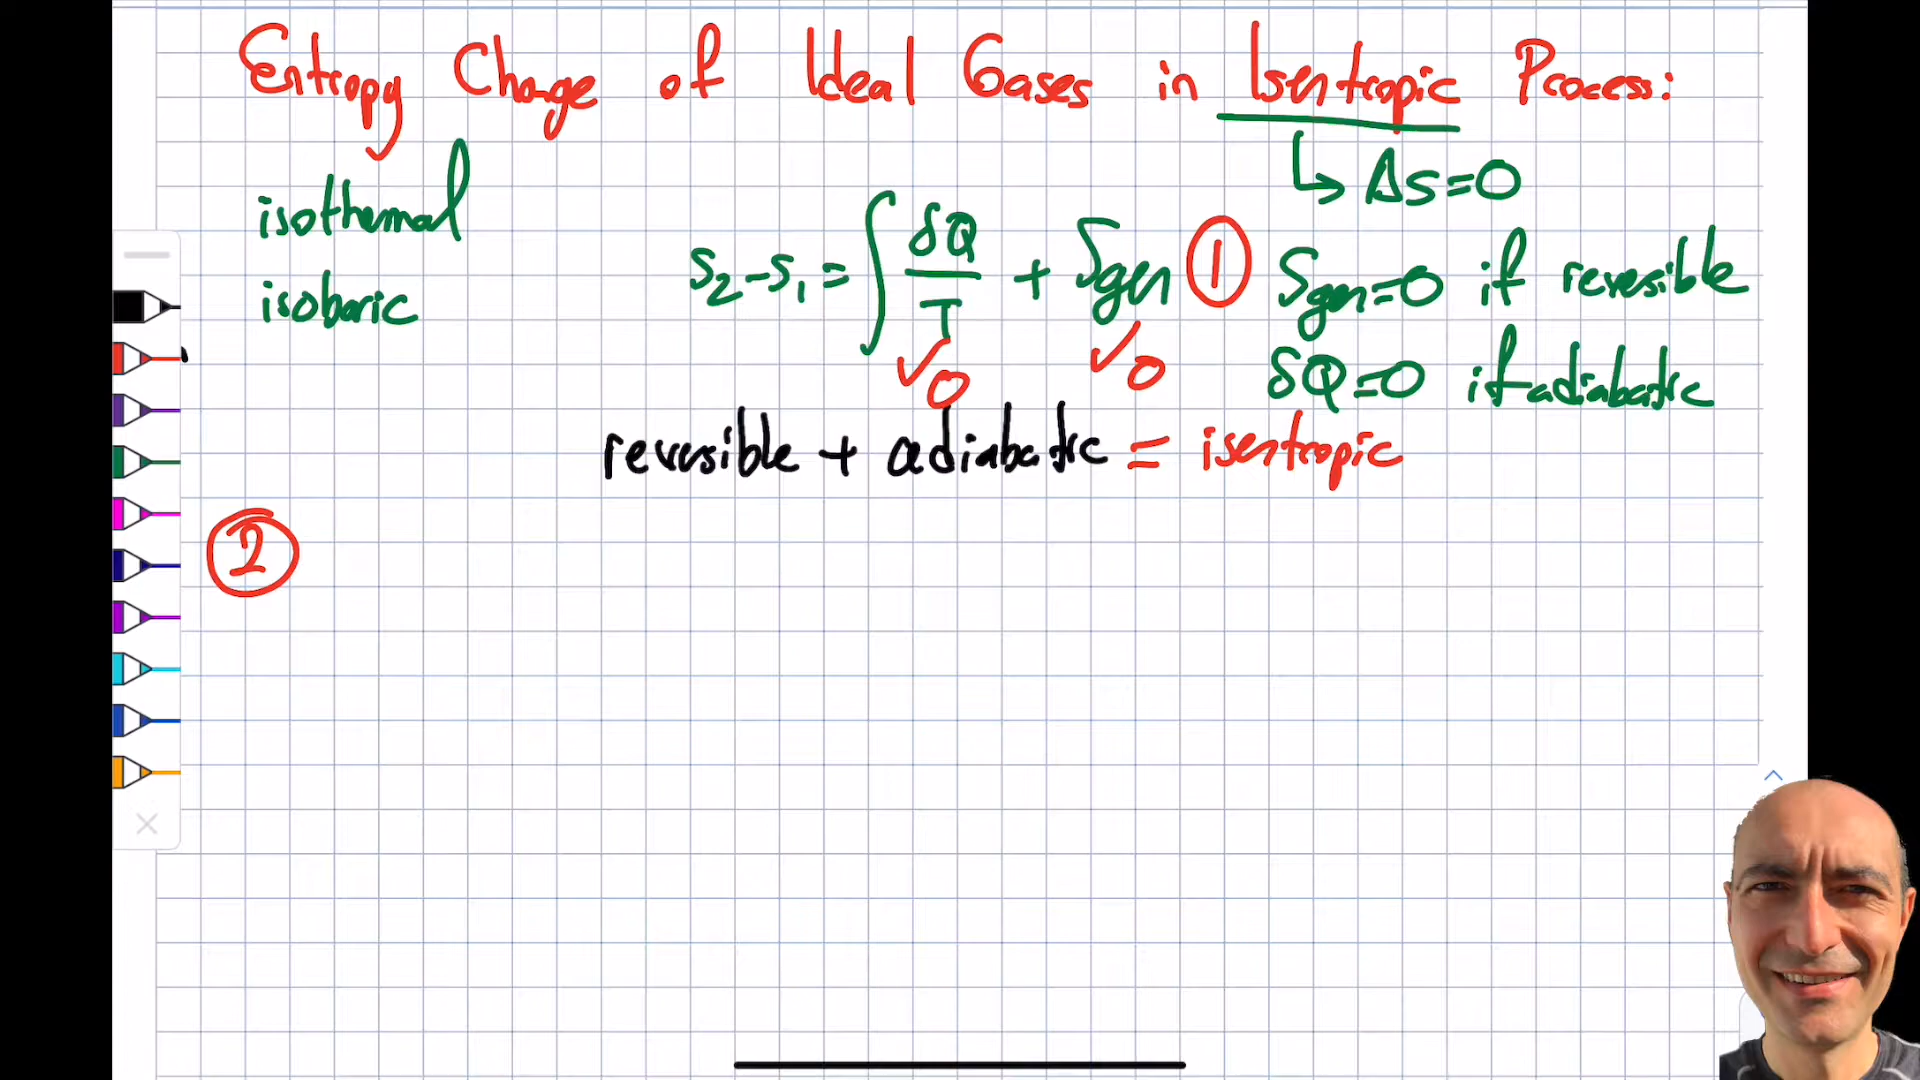 Entropy Change of Ideal Gases in Isentropic Process:
↳ Δs=0
isothermal
isobaric
s₂-s₁ = ∫ δQ/T + Sgen ①
✓0 ✓0
Sgen=0 if reversible
δQ=0 if adiabatic
reversible + adiabatic = isentropic
②